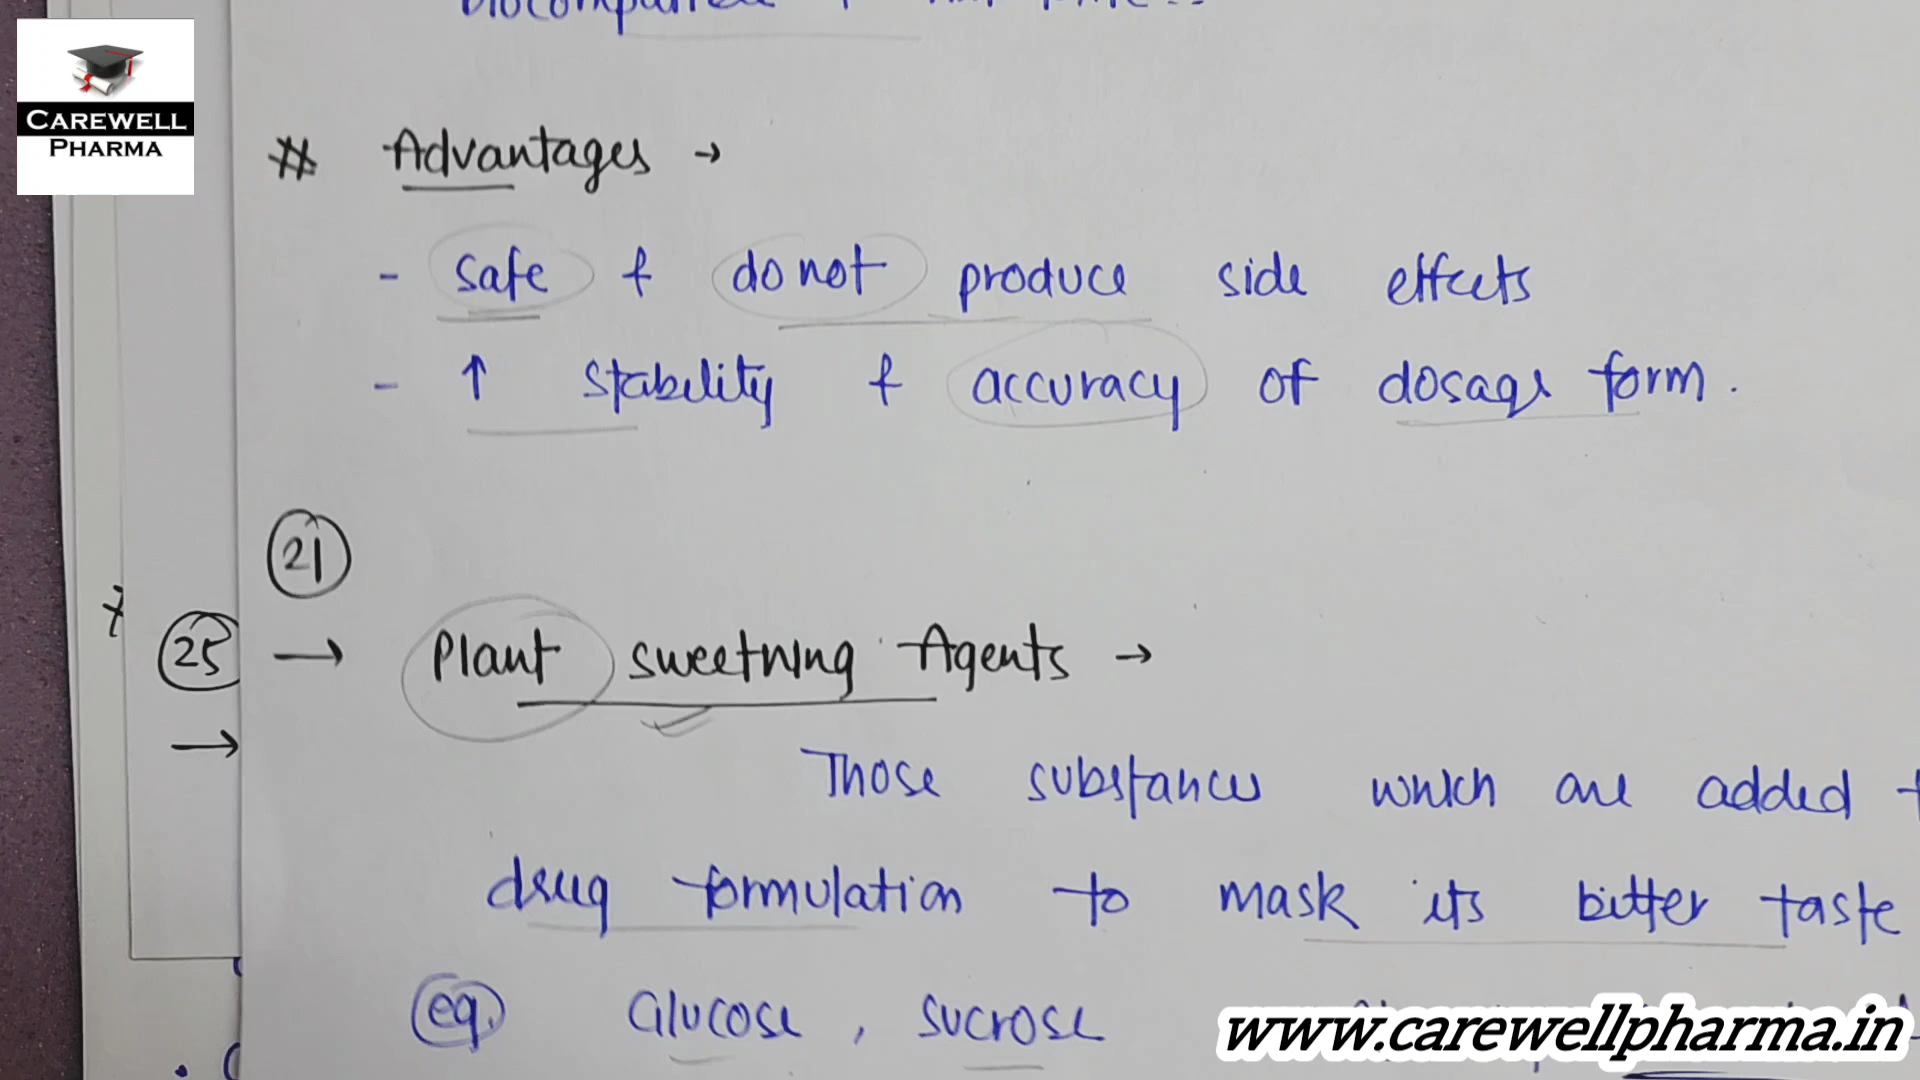 CAREWELL
PHARMA
# Advantages →
- safe + do not produce side effects
- ↑ stability + accuracy of dosage form.
21
→ Plant sweetning Agents →
Those substances which are added
drug formulation to mask its bitter taste
eg. Glucose, sucrose
25
→
www.carewellpharma.in